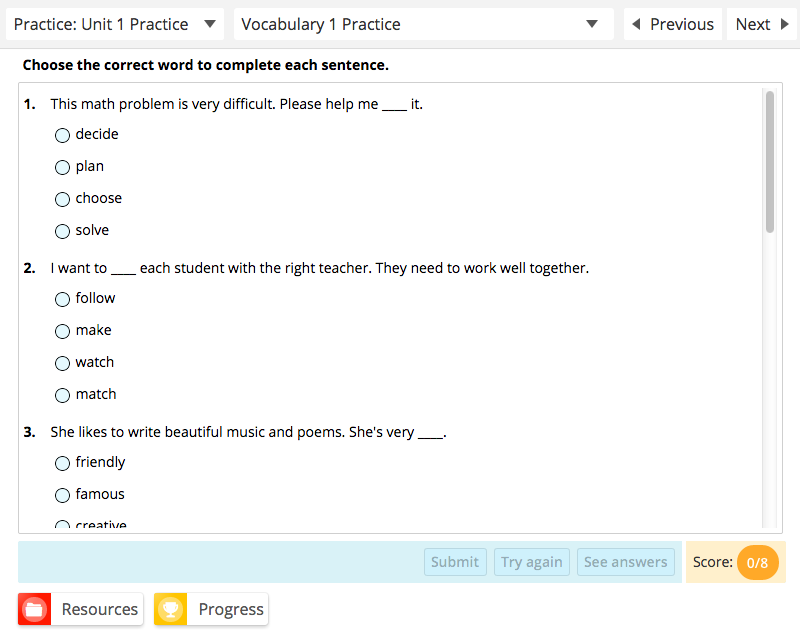 Practice: Unit 1 Practice
Vocabulary 1 Practice
Previous
Next
Choose the correct word to complete each sentence.
1. This math problem is very difficult. Please help me ____ it.
decide
plan
choose
solve
2. I want to ____ each student with the right teacher. They need to work well together.
follow
make
watch
match
3. She likes to write beautiful music and poems. She's very ____.
friendly
famous
creative
Submit
Try again
See answers
Score: 0/8
Resources
Progress